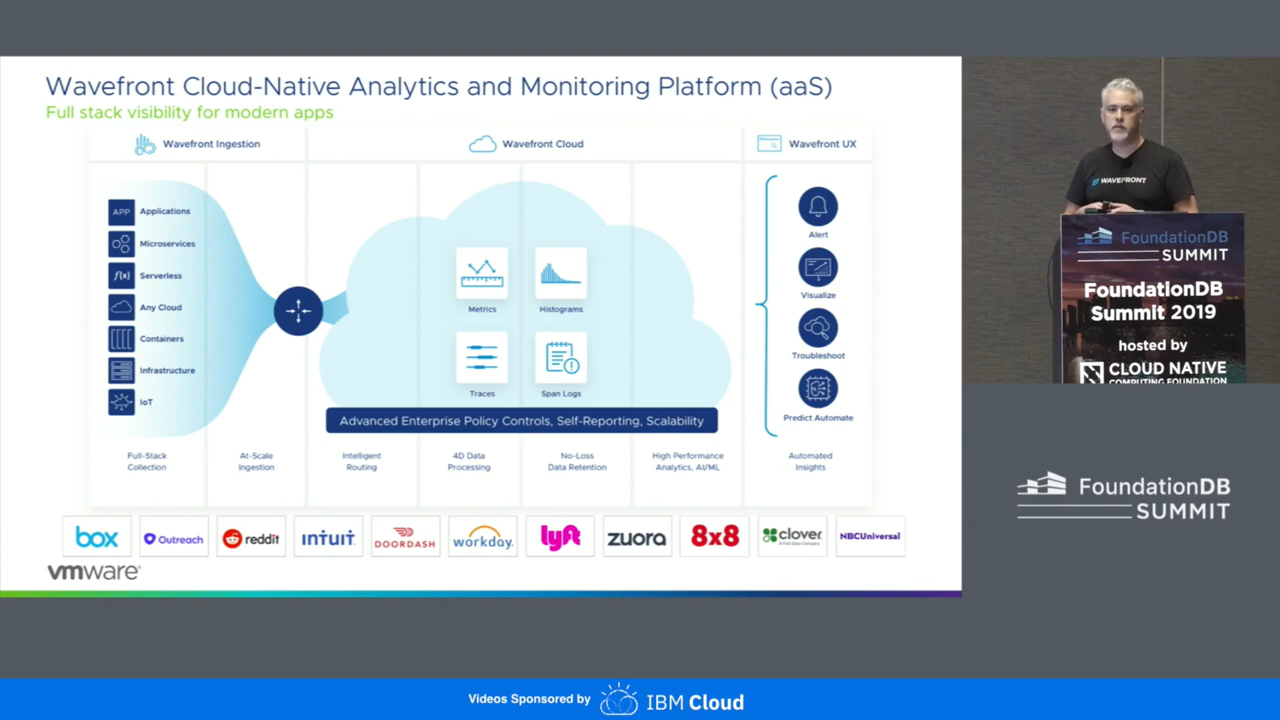 Wavefront Cloud-Native Analytics and Monitoring Platform (aaS)
Full stack visibility for modern apps
Wavefront Ingestion
Wavefront Cloud
Wavefront UX
APP
Applications
Microservices
f(x)
Serverless
Any Cloud
Containers
Infrastructure
IoT
Metrics
Histograms
Traces
Span Logs
Advanced Enterprise Policy Controls, Self-Reporting, Scalability
Alert
Visualize
Troubleshoot
Predict Automate
Full-Stack
Collection
At-Scale
Ingestion
Intelligent
Routing
4D Data
Processing
No-Loss
Data Retention
High Performance
Analytics, AI/ML
Automated
Insights
box
Outreach
reddit
intuit
DOORDASH
workday.
lyft
zuora
8x8
clover
A First Data Company
NBCUniversal
vmware
WAVEFRONT
FoundationDB
SUMMIT
FoundationDB
Summit 2019
hosted by
CLOUD NATIVE
COMPUTING FOUNDATION
FoundationDB
SUMMIT
Videos Sponsored by
IBM Cloud